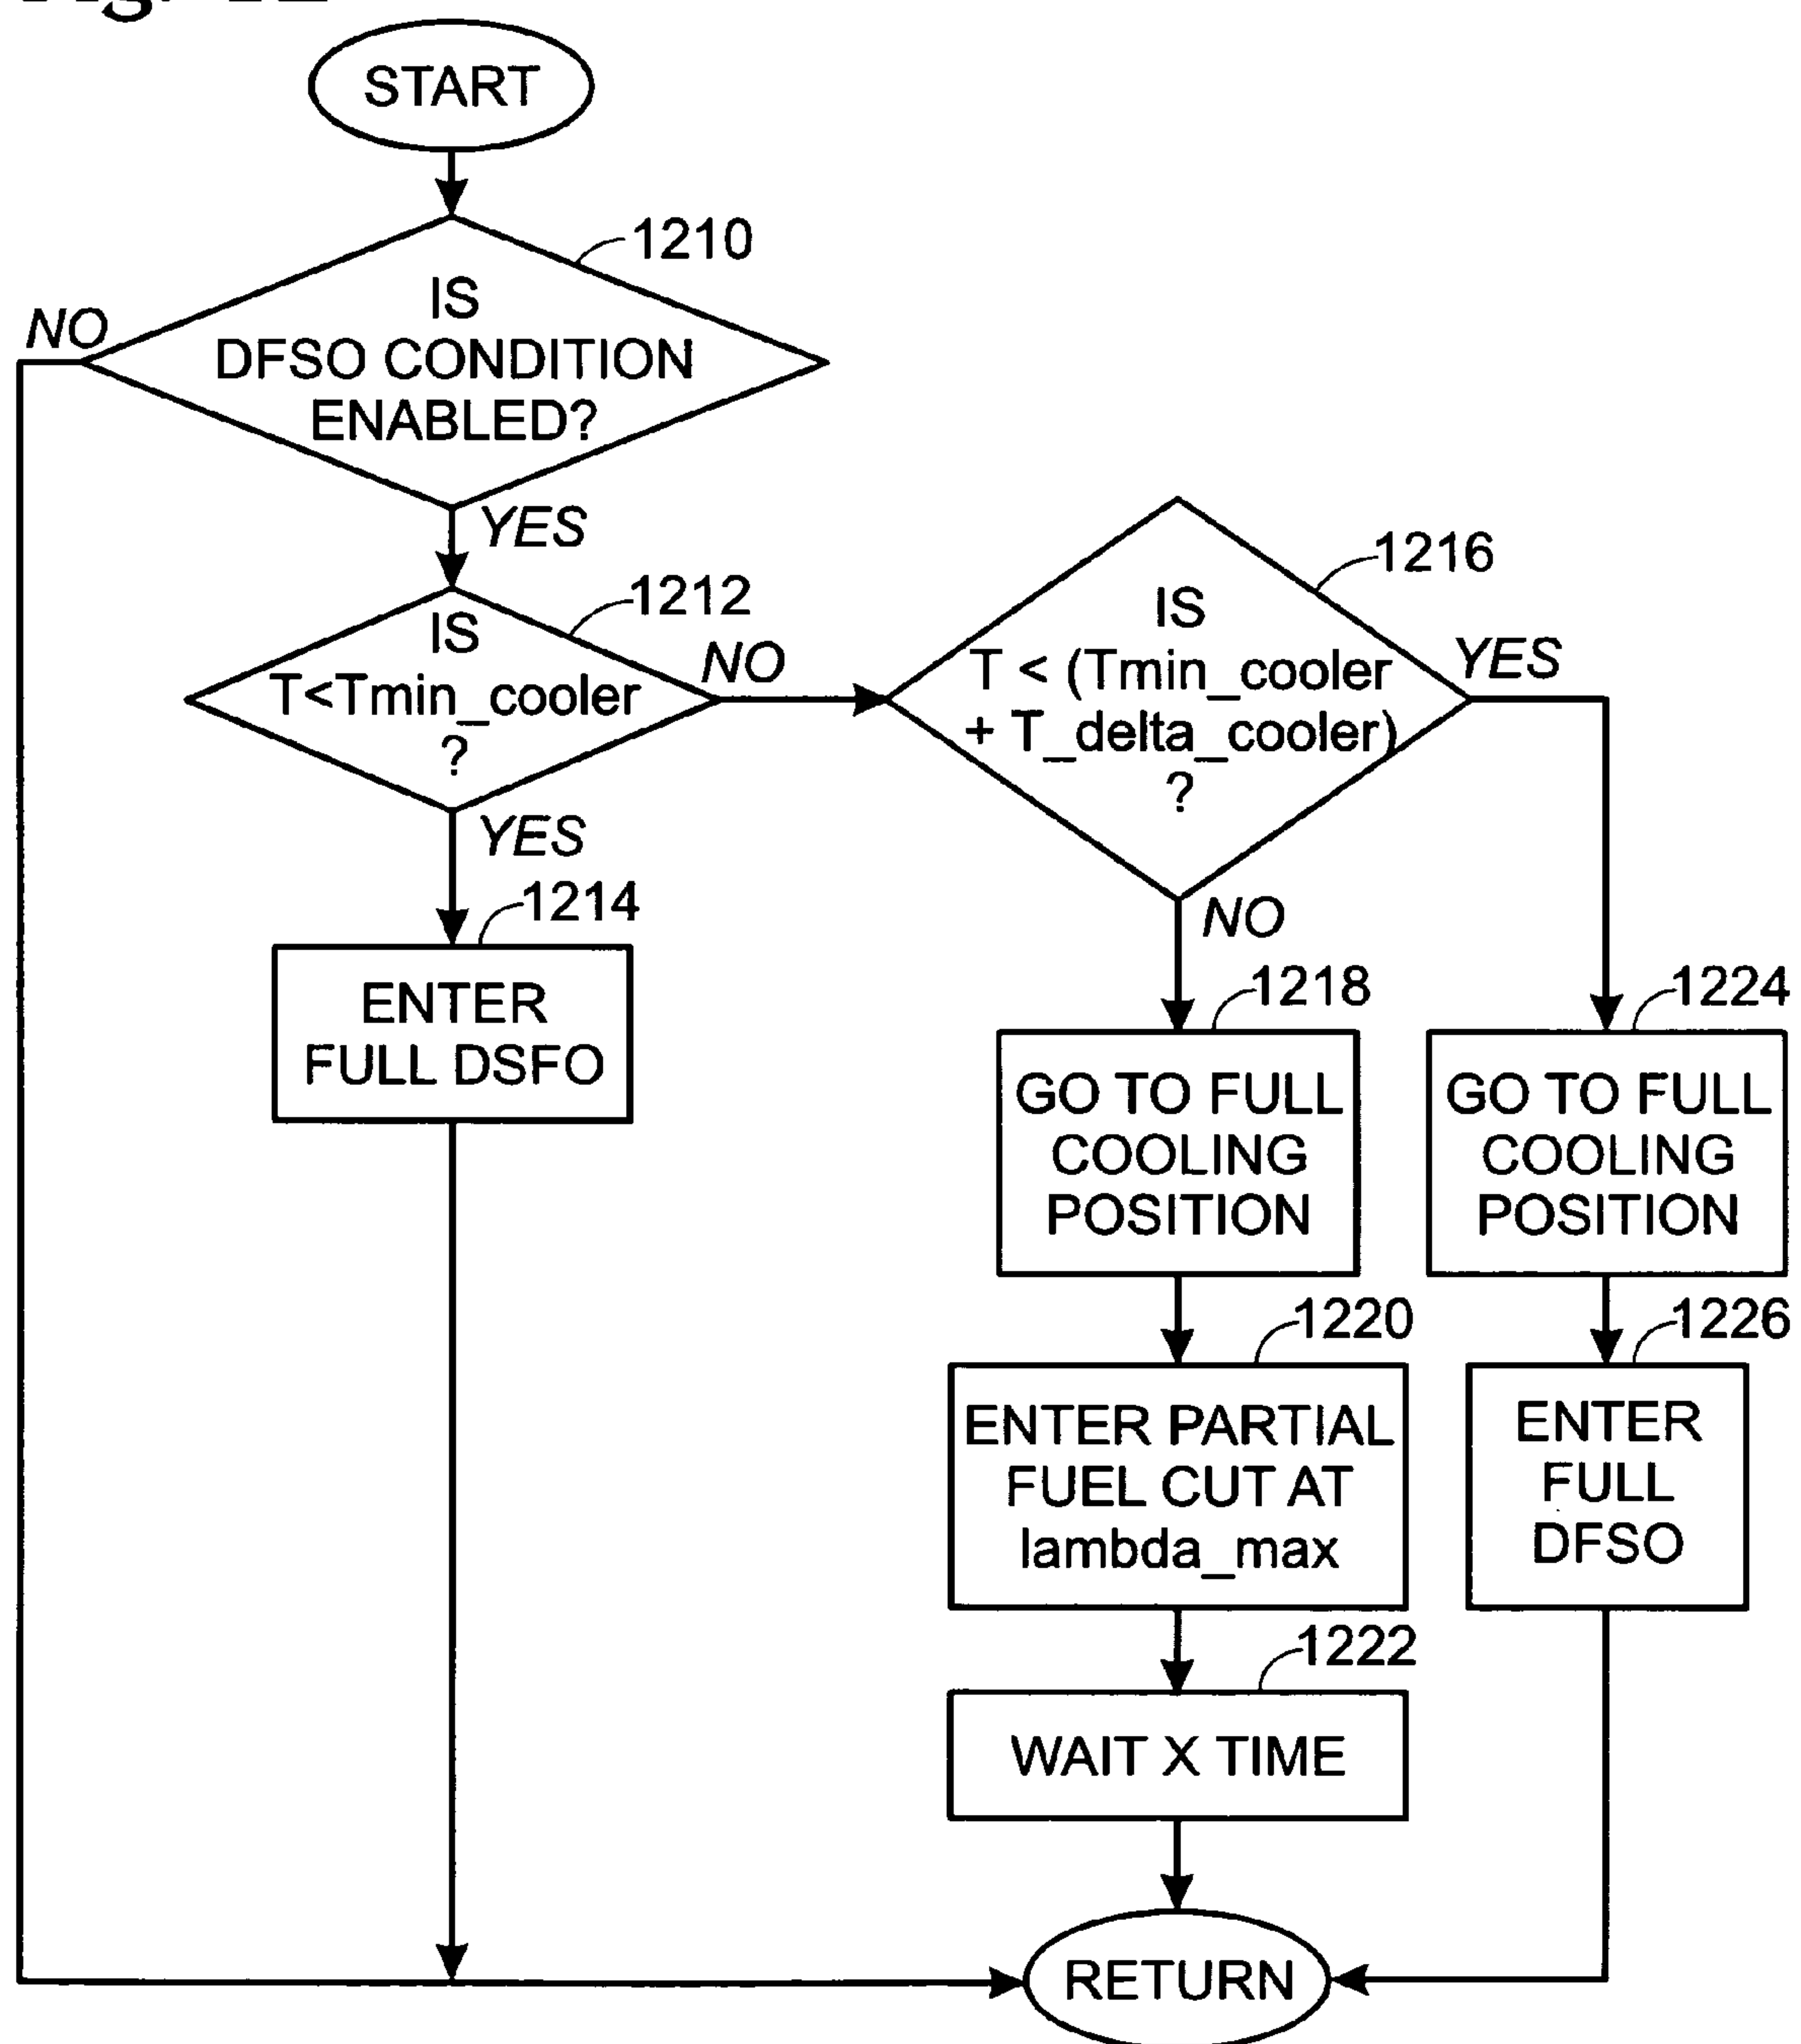 START
1210
IS
DFSO CONDITION
ENABLED?
NO
YES
1212
IS
T<Tmin_cooler
?
NO
YES
1214
ENTER
FULL DSFO
1216
IS
T < (Tmin_cooler
+ T_delta_cooler)
?
YES
NO
1218
GO TO FULL
COOLING
POSITION
1220
ENTER PARTIAL
FUEL CUT AT
lambda_max
1222
WAIT X TIME
1224
GO TO FULL
COOLING
POSITION
1226
ENTER
FULL
DFSO
RETURN